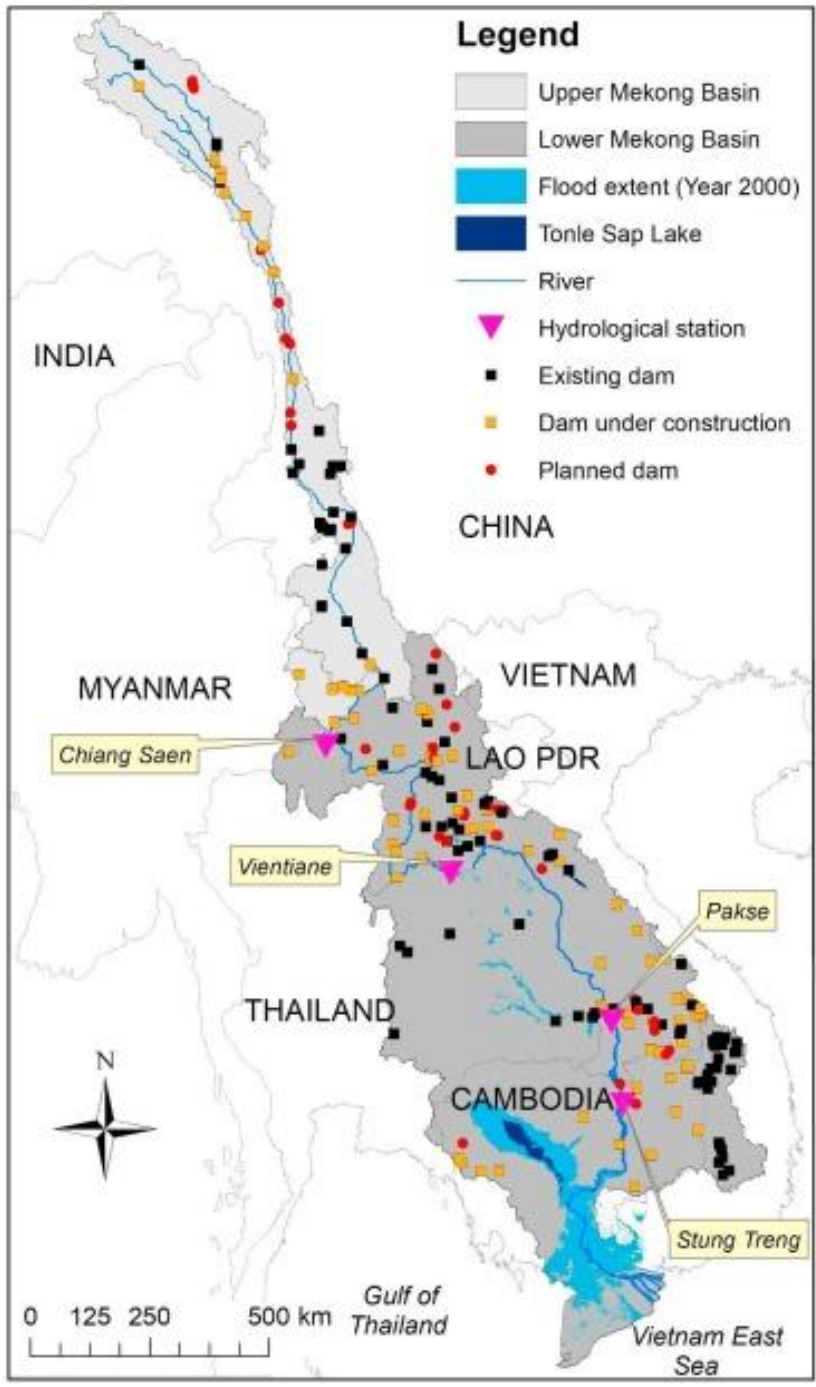 Legend
Upper Mekong Basin
Lower Mekong Basin
Flood extent (Year 2000)
Tonle Sap Lake
River
Hydrological station
Existing dam
Dam under construction
Planned dam
INDIA
CHINA
MYANMAR
VIETNAM
Chiang Saen
LAO PDR
Vientiane
Pakse
THAILAND
N
CAMBODIA
Stung Treng
0 125 250 500 km
Gulf of
Thailand
Vietnam East
Sea